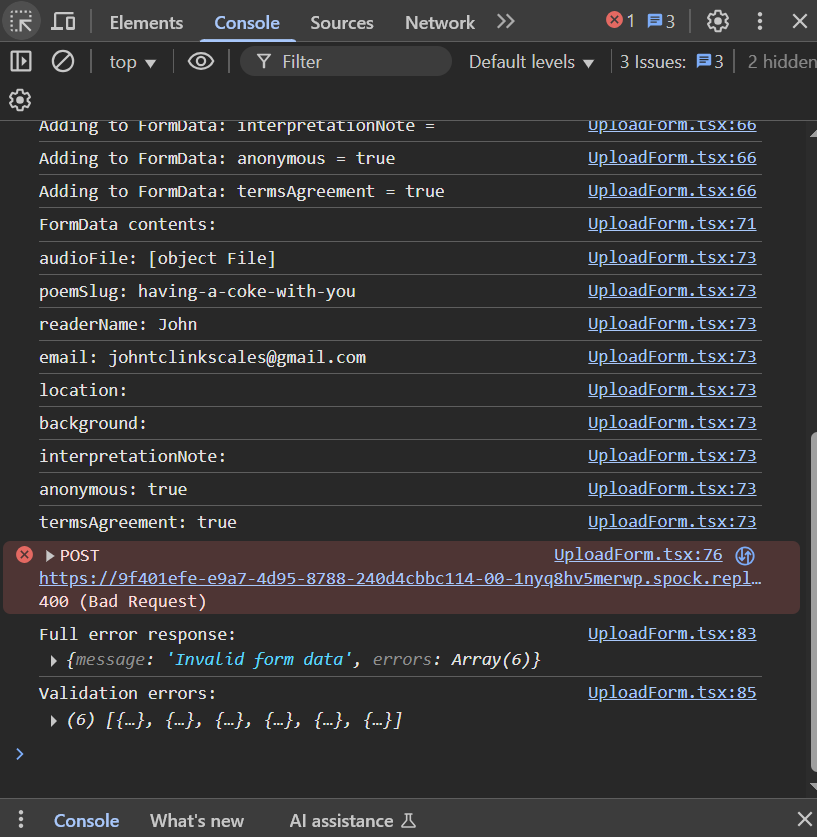 Elements Console Sources Network 1 3
top Filter Default levels 3 Issues: 3 2 hidden
Adding to FormData: interpretationNote = UploadForm.tsx:66
Adding to FormData: anonymous = true UploadForm.tsx:66
Adding to FormData: termsAgreement = true UploadForm.tsx:66
FormData contents: UploadForm.tsx:71
audioFile: [object File] UploadForm.tsx:73
poemSlug: having-a-coke-with-you UploadForm.tsx:73
readerName: John UploadForm.tsx:73
email: johntclinkscales@gmail.com UploadForm.tsx:73
location: UploadForm.tsx:73
background: UploadForm.tsx:73
interpretationNote: UploadForm.tsx:73
anonymous: true UploadForm.tsx:73
termsAgreement: true UploadForm.tsx:73
POST UploadForm.tsx:76
https://9f401efe-e9a7-4d95-8788-240d4cbbc114-00-1nyq8hv5merwp.spock.repl…
400 (Bad Request)
Full error response: UploadForm.tsx:83
{message: 'Invalid form data', errors: Array(6)}
Validation errors: UploadForm.tsx:85
(6) [{…}, {…}, {…}, {…}, {…}, {…}]
Console What's new AI assistance